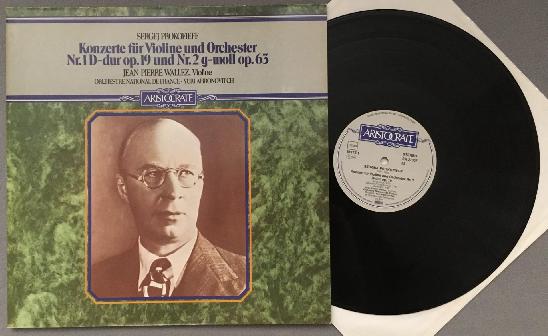 SERGEJ PROKOFIEFF
Konzerte für Violine und Orchester
Nr.1 D-dur op.19 und Nr.2 g-moll op.63
JEAN PIERRE WALLEZ, Violine
ORCHESTRE NATIONAL DE FRANCE · YURI AHRONOVITCH
ARISTOCRATE
ARISTOCRATE
STEREO